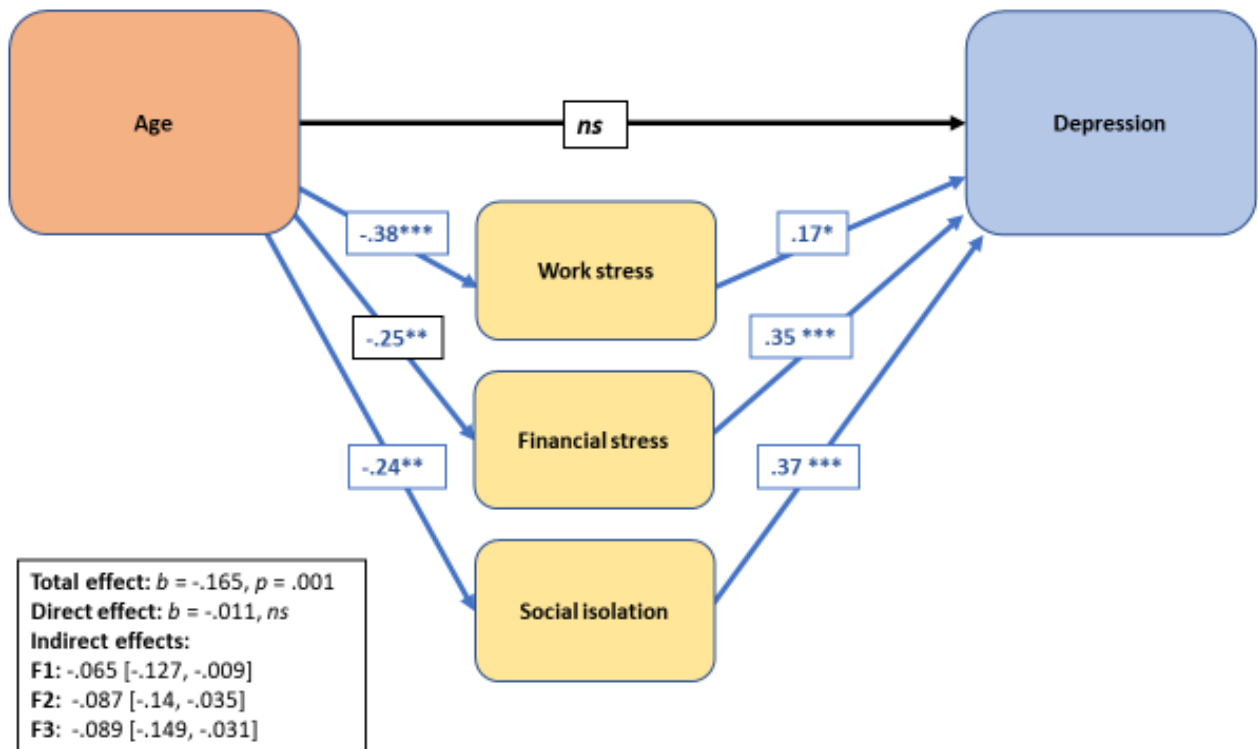 Age
ns
Depression
-.38***
.17*
Work stress
-.25**
.35 ***
Financial stress
-.24**
.37 ***
Social isolation
Total effect: b = -.165, p = .001
Direct effect: b = -.011, ns
Indirect effects:
F1: -.065 [-.127, -.009]
F2: -.087 [-.14, -.035]
F3: -.089 [-.149, -.031]